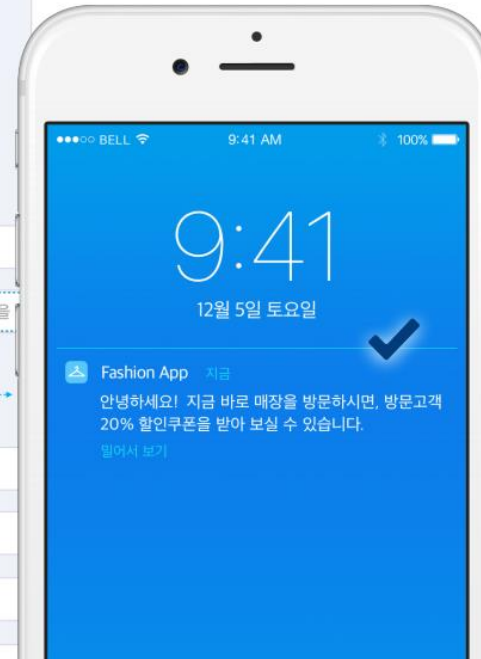 BELL 9:41 AM 100%
9:41
12월 5일 토요일
Fashion App 지금
안녕하세요! 지금 바로 매장을 방문하시면, 방문고객
20% 할인쿠폰을 받아 보실 수 있습니다.
밀어서 보기
을